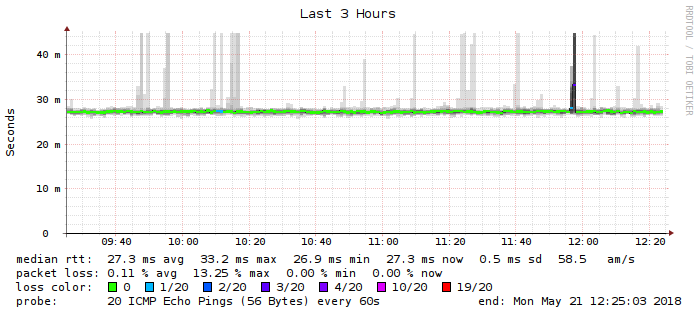 Last 3 Hours
RRDTOOL / TOBI OETIKER
Seconds
40 m
30 m
20 m
10 m
0
09:40 10:00 10:20 10:40 11:00 11:20 11:40 12:00 12:20
median rtt: 27.3 ms avg 33.2 ms max 26.9 ms min 27.3 ms now 0.5 ms sd 58.5 am/s
packet loss: 0.11 % avg 13.25 % max 0.00 % min 0.00 % now
loss color: 0 1/20 2/20 3/20 4/20 10/20 19/20
probe: 20 ICMP Echo Pings (56 Bytes) every 60s end: Mon May 21 12:25:03 2018